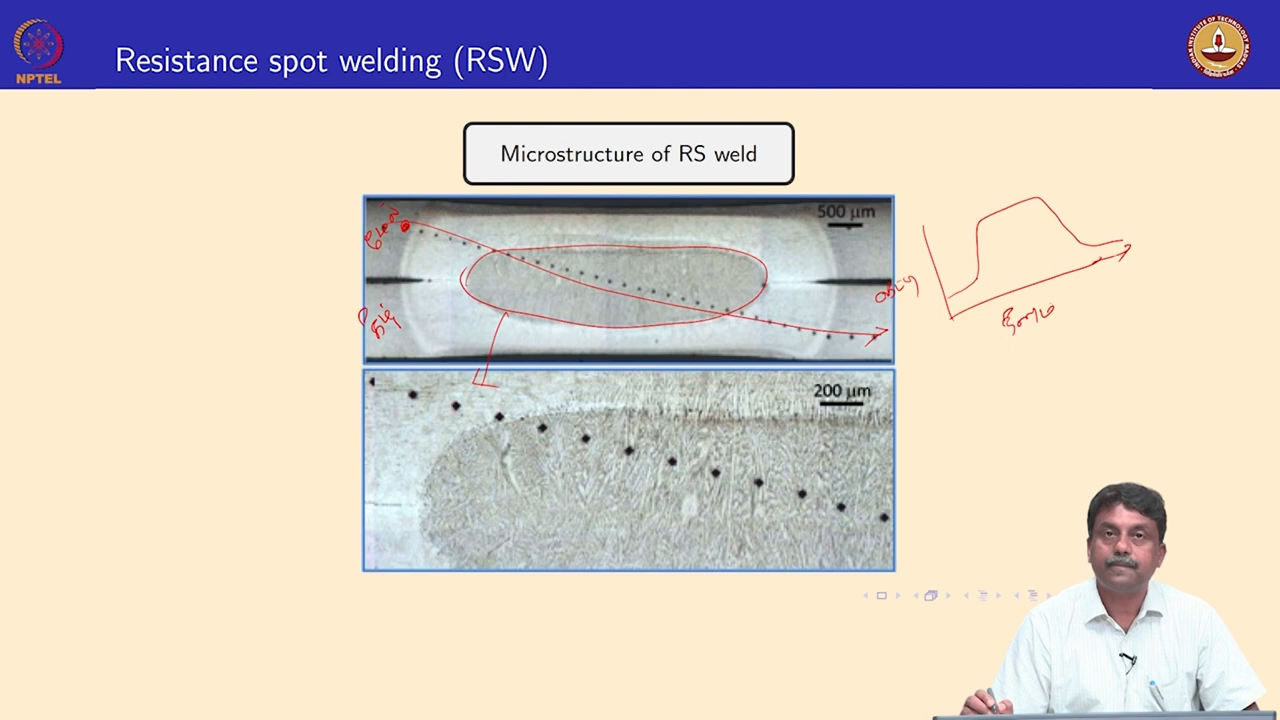 NPTEL
Resistance spot welding (RSW)
Microstructure of RS weld
500 µm
200 µm